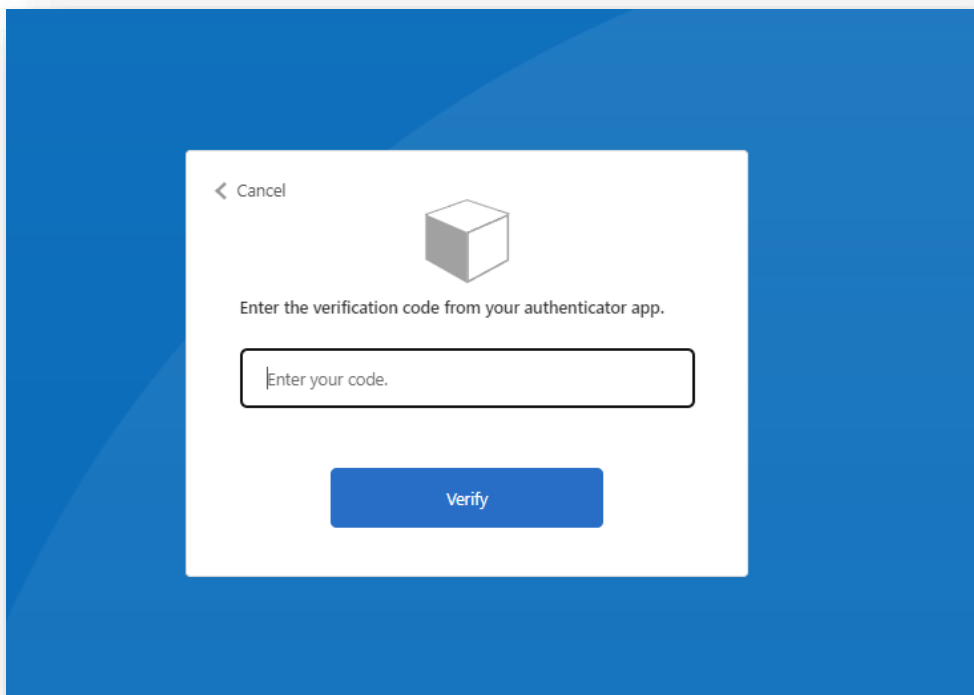 Cancel
Enter the verification code from your authenticator app.
Enter your code.
Verify